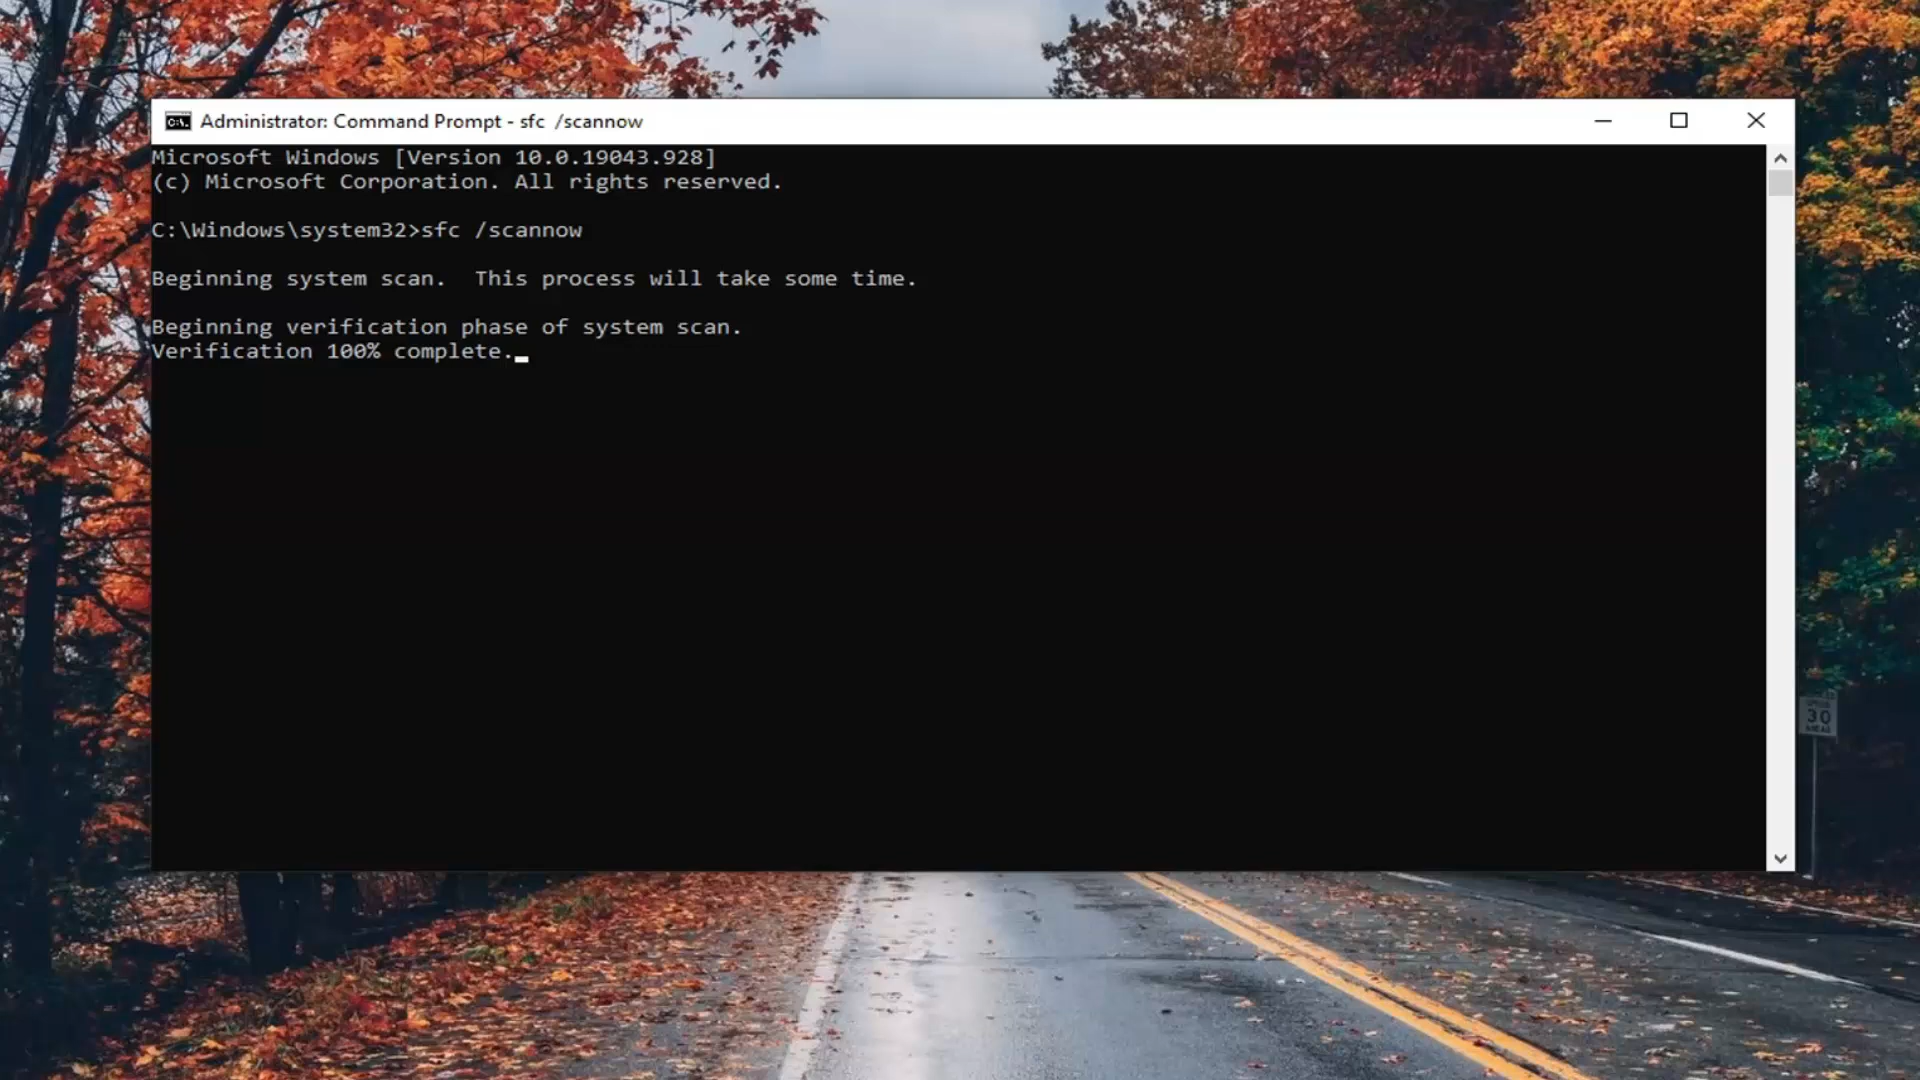 Administrator: Command Prompt - sfc  /scannow
Microsoft Windows [Version 10.0.19043.928]
(c) Microsoft Corporation. All rights reserved.
C:\Windows\system32>sfc /scannow
Beginning system scan.  This process will take some time.
Beginning verification phase of system scan.
Verification 100% complete.
30